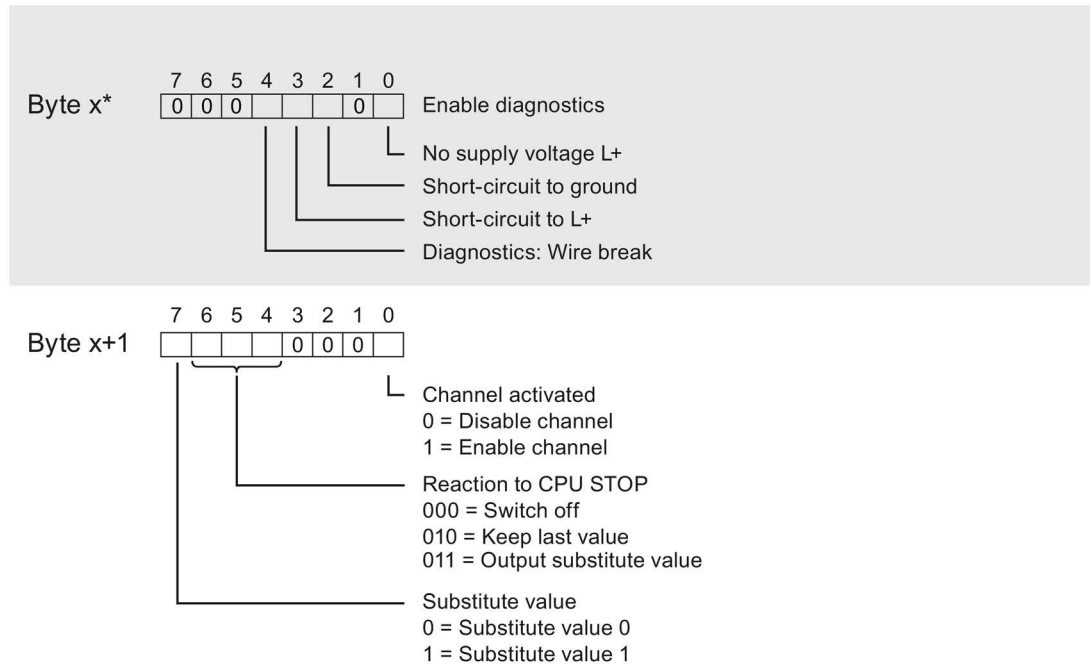 7 6 5 4 3 2 1 0
Byte x* 0 0 0 0 Enable diagnostics
No supply voltage L+
Short-circuit to ground
Short-circuit to L+
Diagnostics: Wire break
7 6 5 4 3 2 1 0
Byte x+1 0 0 0
Channel activated
0 = Disable channel
1 = Enable channel
Reaction to CPU STOP
000 = Switch off
010 = Keep last value
011 = Output substitute value
Substitute value
0 = Substitute value 0
1 = Substitute value 1